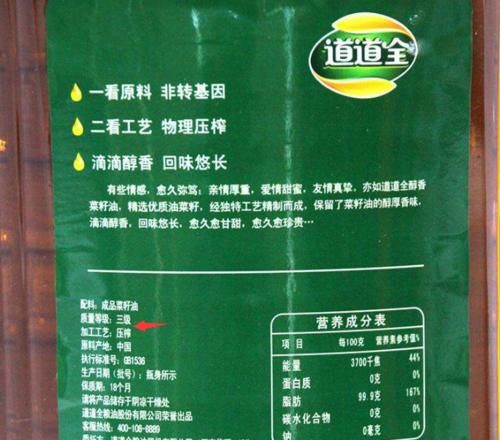 道道全
一看原料 非转基因
二看工艺 物理压榨
滴滴醇香 回味悠长
有些情感，愈久弥笃：亲情厚重，爱情甜蜜，友情真挚，亦如道道全醇香
菜籽油，精选优质油菜籽，经独特工艺精制而成，保留了菜籽油的醇厚香味，
滴滴醇香，回味悠长，愈久愈甘甜，愈久愈珍贵…
配料：成品菜籽油
质量等级：三级
加工工艺：压榨
原料产地：中国
执行标准号：GB1536
生产日期（批号）：瓶身所示
保质期：18个月
请将产品储存于阴凉干燥处
道道全粮油股份有限公司荣誉出品
客服热线：400-108-8889
营养成分表
项目 每100克 营养素参考值%
能量 3700千焦 44%
蛋白质 0克 0%
脂肪 99.9克 167%
碳水化合物 0克 0%
钠 0毫克 0%